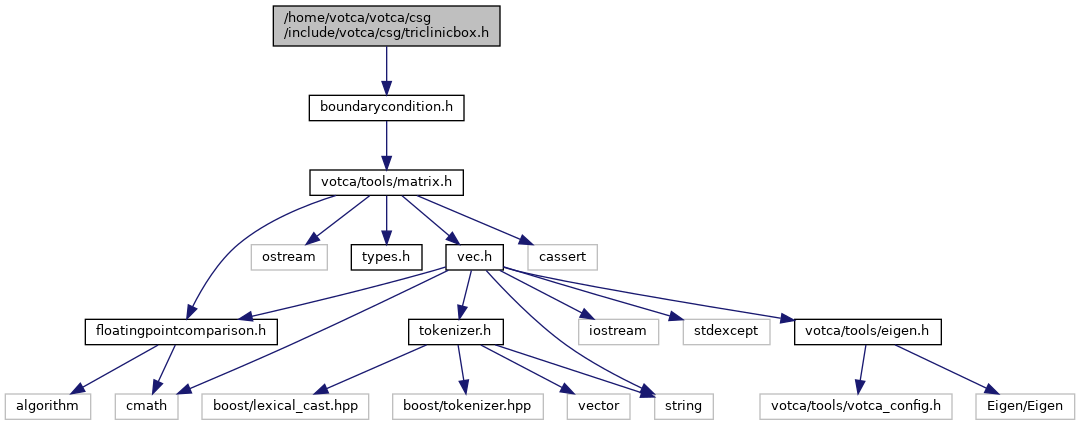 /home/votca/votca/csg
/include/votca/csg/triclinicbox.h
boundarycondition.h
votca/tools/matrix.h
ostream
types.h
vec.h
cassert
floatingpointcomparison.h
tokenizer.h
iostream
stdexcept
votca/tools/eigen.h
algorithm
cmath
boost/lexical_cast.hpp
boost/tokenizer.hpp
vector
string
votca/tools/votca_config.h
Eigen/Eigen